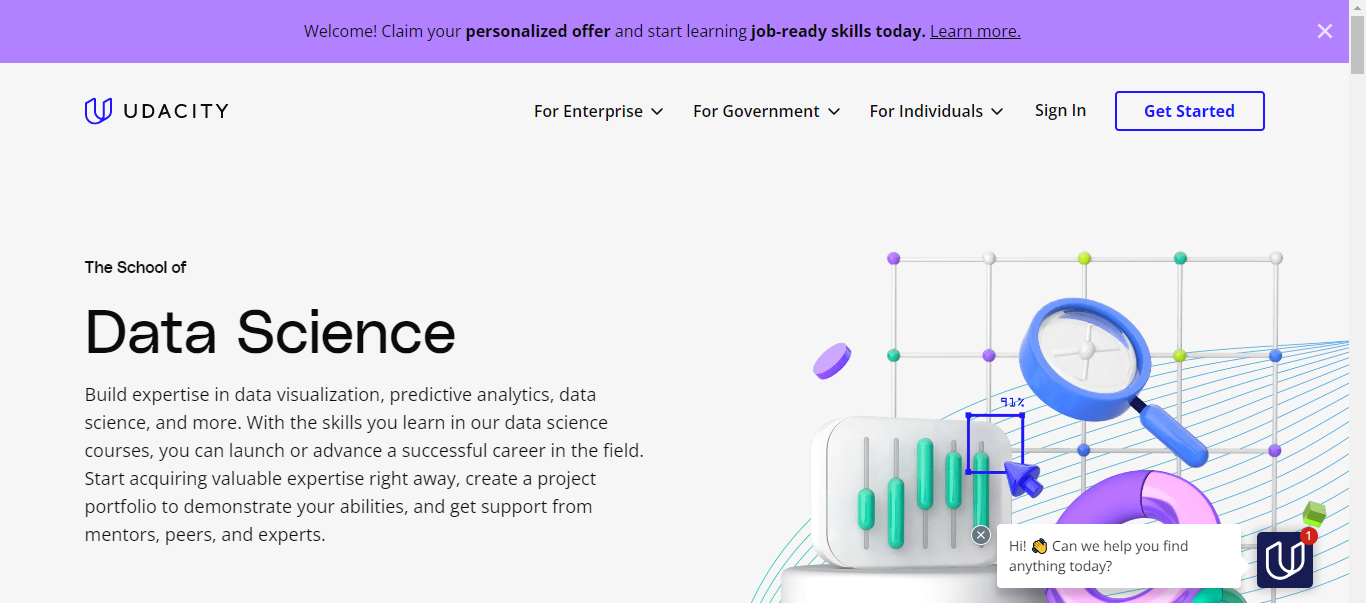 Welcome! Claim your personalized offer and start learning job-ready skills today. Learn more.
UDACITY
For Enterprise
For Government
For Individuals
Sign In
Get Started
The School of
Data Science
Build expertise in data visualization, predictive analytics, data
science, and more. With the skills you learn in our data science
courses, you can launch or advance a successful career in the field.
Start acquiring valuable expertise right away, create a project
portfolio to demonstrate your abilities, and get support from
mentors, peers, and experts.
91%
Hi! 👏 Can we help you find
anything today?
1